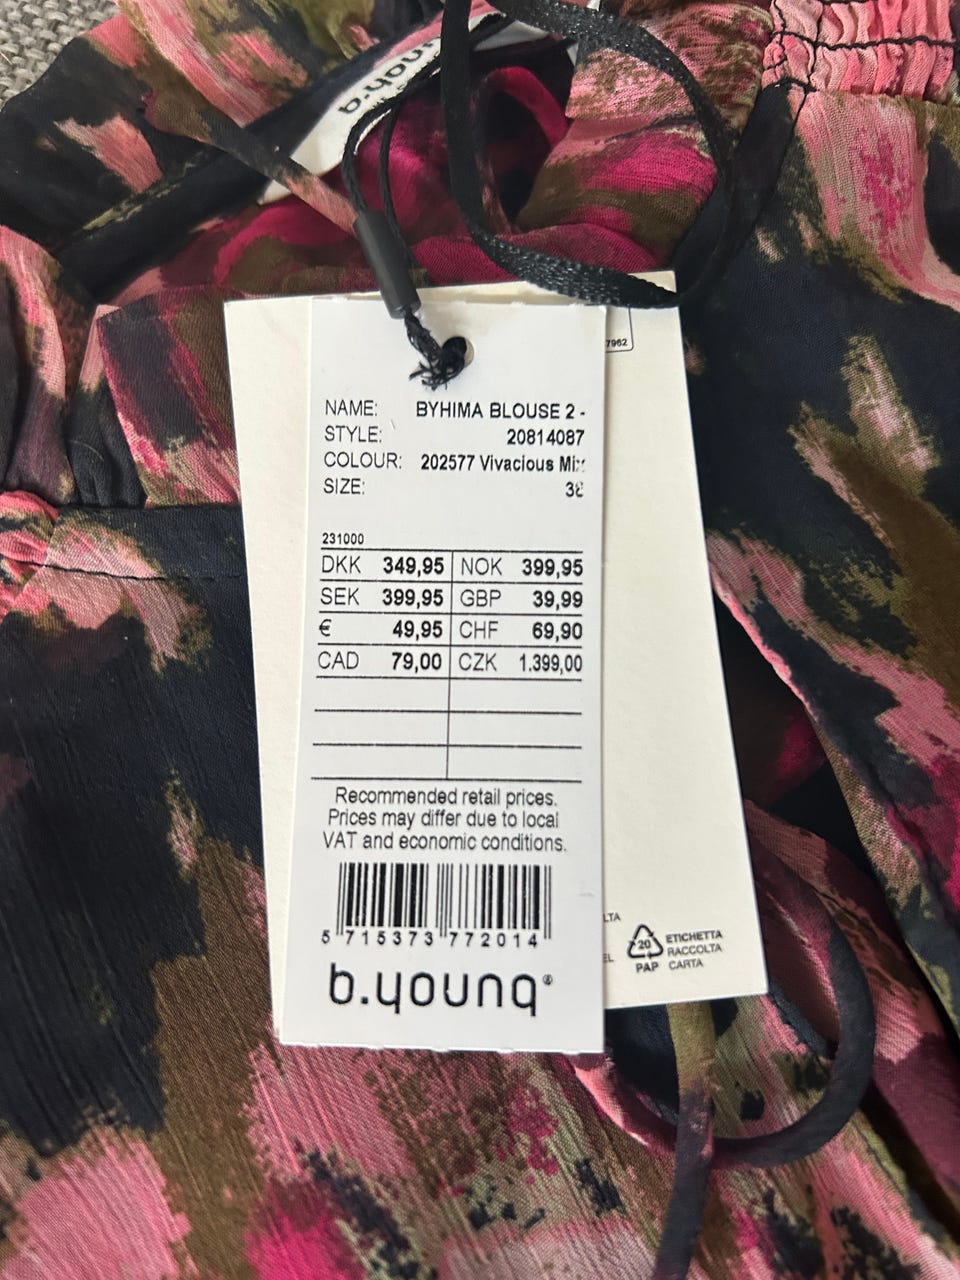 b.young
7962
NAME: BYHIMA BLOUSE 2 -
STYLE: 20814087
COLOUR: 202577 Vivacious Mix
SIZE: 38
231000
DKK 349,95 NOK 399,95
SEK 399,95 GBP 39,99
€ 49,95 CHF 69,90
CAD 79,00 CZK 1.399,00
Recommended retail prices.
Prices may differ due to local
VAT and economic conditions.
5 715373 772014
b.young®
20
PAP
ETICHETTA
RACCOLTA
CARTA